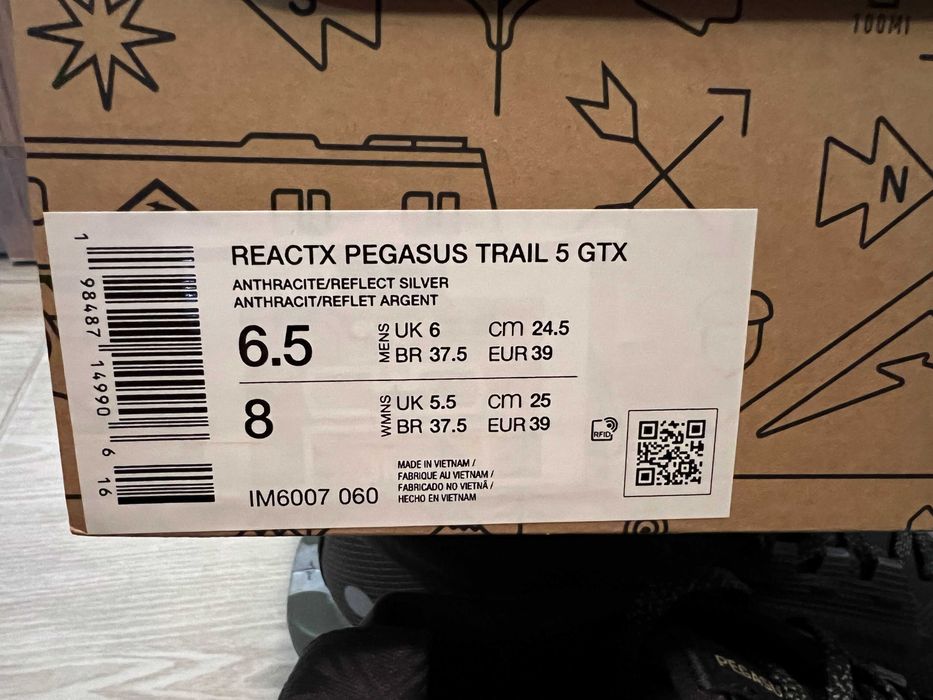 100MI
N
REACTX PEGASUS TRAIL 5 GTX
ANTHRACITE/REFLECT SILVER
ANTHRACIT/REFLET ARGENT
6.5 MENS UK 6 cm 24.5
BR 37.5 EUR 39
8 WMNS UK 5.5 cm 25
BR 37.5 EUR 39
RFID
MADE IN VIETNAM /
FABRIQUE AU VIETNAM /
FABRICADO NO VIETNÃ /
HECHO EN VIETNAM
IM6007 060
1 98487 14990 6 16
PEGASUS